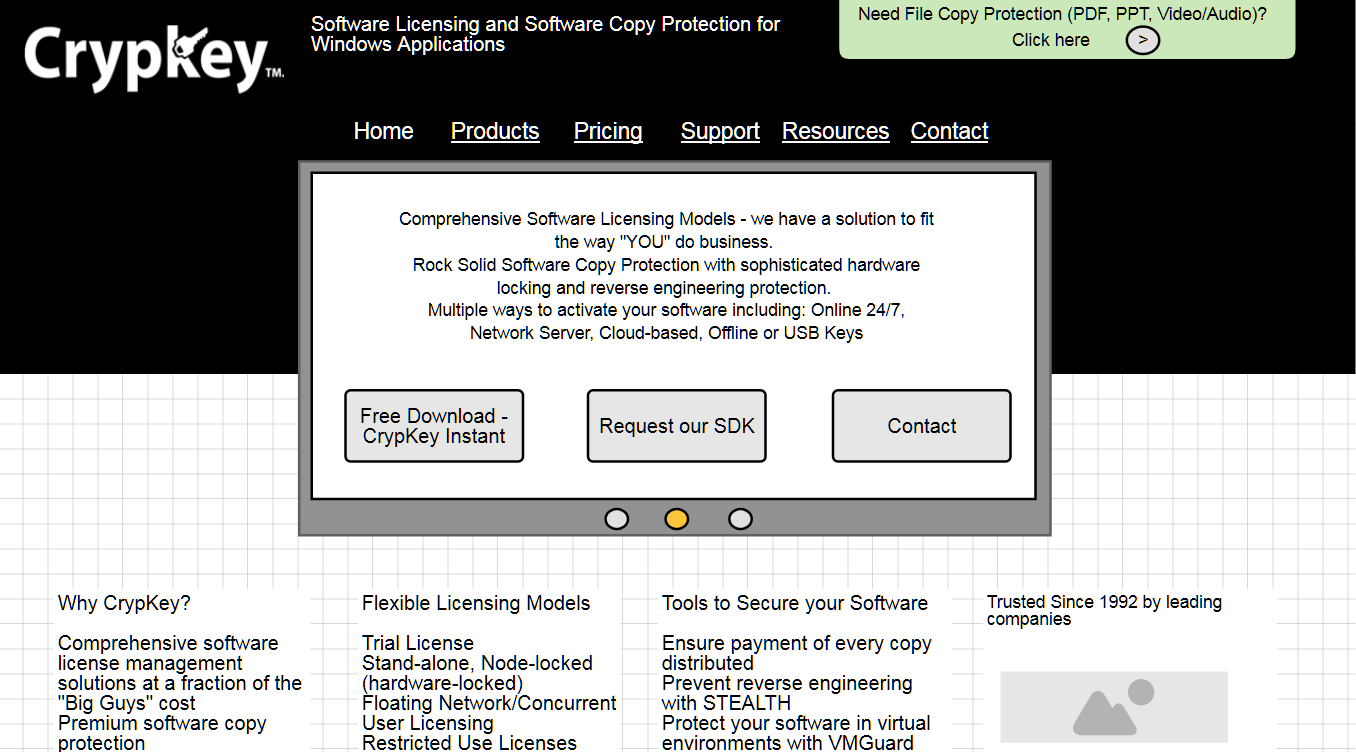 CrypKey TM.
Software Licensing and Software Copy Protection for
Windows Applications
Need File Copy Protection (PDF, PPT, Video/Audio)?
Click here >
Home Products Pricing Support Resources Contact
Comprehensive Software Licensing Models - we have a solution to fit
the way "YOU" do business.
Rock Solid Software Copy Protection with sophisticated hardware
locking and reverse engineering protection.
Multiple ways to activate your software including: Online 24/7,
Network Server, Cloud-based, Offline or USB Keys
Free Download -
CrypKey Instant
Request our SDK
Contact
Why CrypKey?
Comprehensive software
license management
solutions at a fraction of the
"Big Guys" cost
Premium software copy
protection
Flexible Licensing Models
Trial License
Stand-alone, Node-locked
(hardware-locked)
Floating Network/Concurrent
User Licensing
Restricted Use Licenses
Tools to Secure your Software
Ensure payment of every copy
distributed
Prevent reverse engineering
with STEALTH
Protect your software in virtual
environments with VMGuard
Trusted Since 1992 by leading
companies